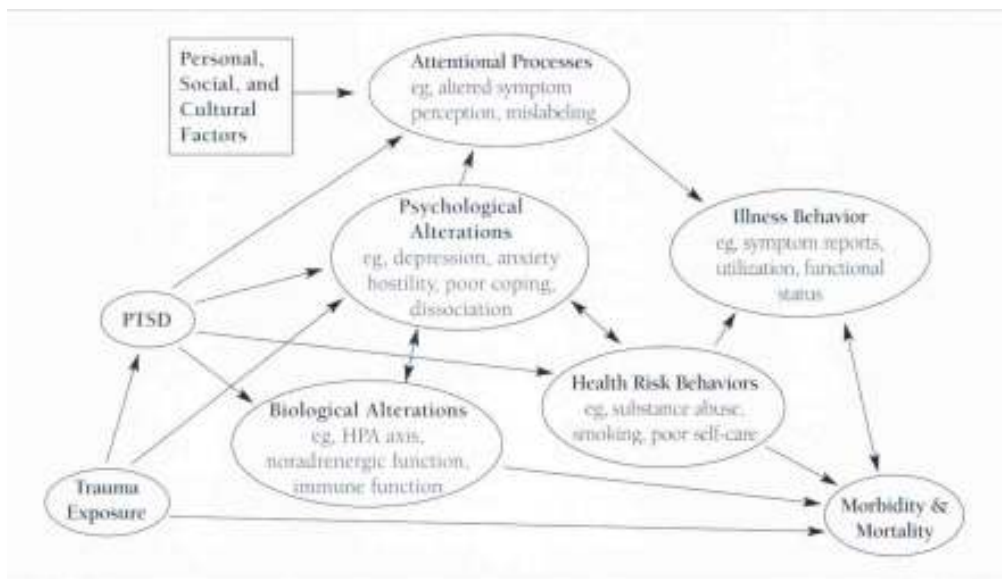 Personal,
Social, and
Cultural
Factors
Attentional Processes
eg, altered symptom
perception, mislabeling
Psychological
Alterations
eg, depression, anxiety
hostility, poor coping,
dissociation
Illness Behavior
eg, symptom reports,
utilization, functional
status
PTSD
Health Risk Behaviors
eg, substance abuse,
smoking, poor self-care
Biological Alterations
eg, HPA axis,
noradrenergic function,
immune function
Trauma
Exposure
Morbidity &
Mortality